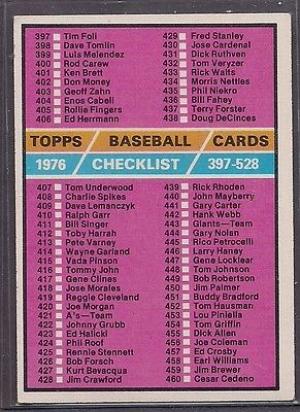 397 Tim Foli
398 Dave Tomlin
399 Luis Melendez
400 Rod Carew
401 Ken Brett
402 Don Money
403 Geoff Zahn
404 Enos Cabell
405 Rollie Fingers
406 Ed Herrmann
429 Fred Stanley
430 Jose Cardenal
431 Dick Ruthven
432 Tom Veryzer
433 Rick Waits
434 Morris Nettles
435 Phil Niekro
436 Bill Fahey
437 Terry Forster
438 Doug DeCinces
TOPPS BASEBALL CARDS
1976 CHECKLIST 397-528
407 Tom Underwood
408 Charlie Spikes
409 Dave Lemanczyk
410 Ralph Garr
411 Bill Singer
412 Toby Harrah
413 Pete Varney
414 Wayne Garland
415 Vada Pinson
416 Tommy John
417 Gene Clines
418 Jose Morales
419 Reggie Cleveland
420 Joe Morgan
421 A's—Team
422 Johnny Grubb
423 Ed Halicki
424 Phil Roof
425 Rennie Stennett
426 Bob Forsch
427 Kurt Bevacqua
428 Jim Crawford
439 Rick Rhoden
440 John Mayberry
441 Gary Carter
442 Hank Webb
443 Giants—Team
444 Gary Nolan
445 Rico Petrocelli
446 Larry Haney
447 Gene Locklear
448 Tom Johnson
449 Bob Robertson
450 Jim Palmer
451 Buddy Bradford
452 Tom Hausman
453 Lou Piniella
454 Tom Griffin
455 Dick Allen
456 Joe Coleman
457 Ed Crosby
458 Earl Williams
459 Jim Brewer
460 Cesar Cedeno